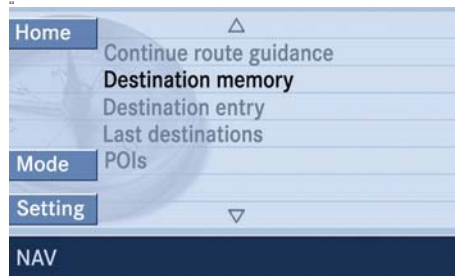 Home
Continue route guidance
Destination memory
Destination entry
Last destinations
Mode
POIs
Setting
NAV